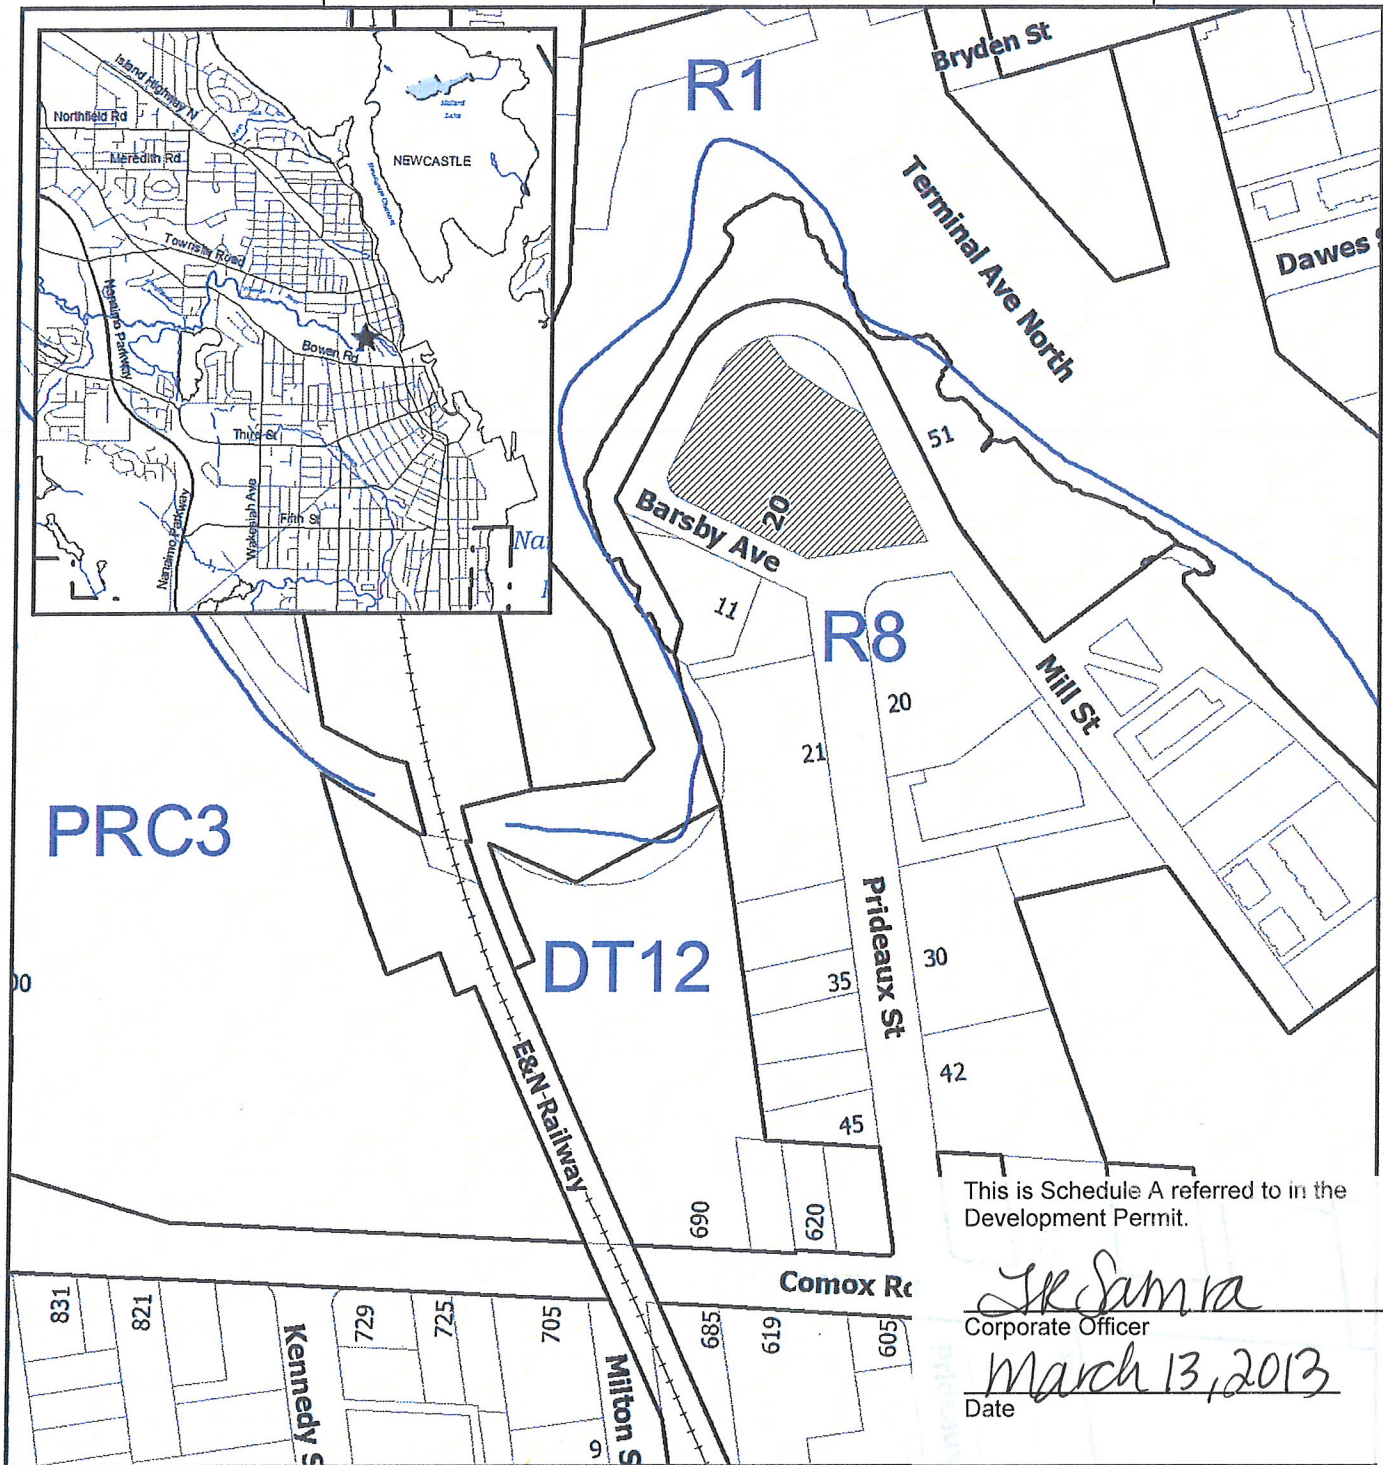 Island Highway N
Northfield Rd
Meredith Rd
NEWCASTLE
Townsite Road
Nanaimo Parkway
Bowen Rd
Third St
Wakesiah Ave
Fifth St
Nanaimo Parkway
R1
Bryden St
Terminal Ave North
Dawes
51
20
Barsby Ave
11
R8
20
21
Mill St
PRC3
DT12
Prideaux St
30
35
42
45
E&N-Railway
690
620
Comox
831
821
729
725
705
685
619
605
Kennedy
Milton
9
This is Schedule A referred to in the
Development Permit.
Corporate Officer
March 13, 2013
Date